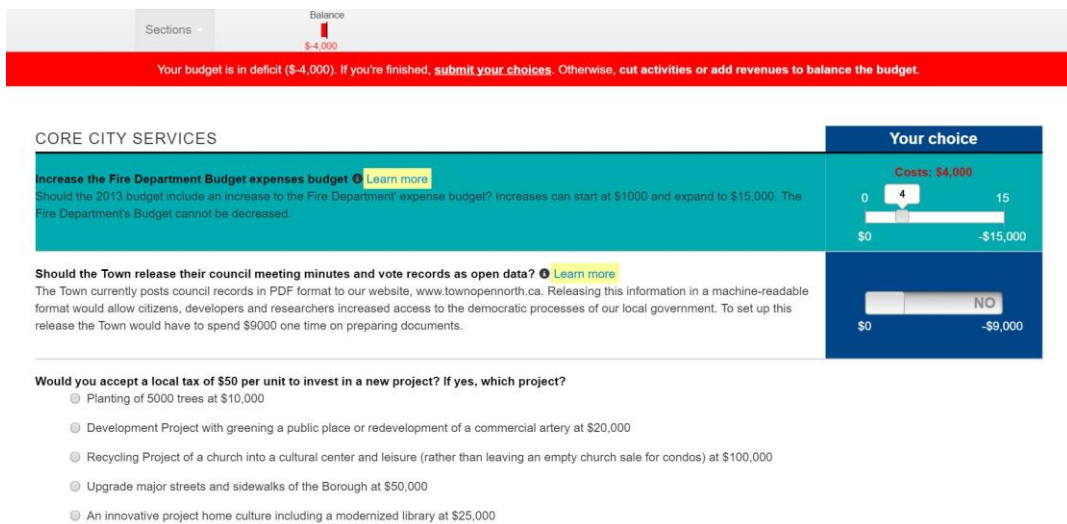 Sections
Balance
$-4,000
Your budget is in deficit ($-4,000). If you're finished, submit your choices. Otherwise, cut activities or add revenues to balance the budget.
CORE CITY SERVICES
Your choice
Increase the Fire Department Budget expenses budget Learn more
Should the 2013 budget include an increase to the Fire Department' expense budget? Increases can start at $1000 and expand to $15,000. The
Fire Department's Budget cannot be decreased.
Costs: $4,000
0 4 15
$0 -$15,000
Should the Town release their council meeting minutes and vote records as open data? Learn more
The Town currently posts council records in PDF format to our website, www.townopennorth.ca. Releasing this information in a machine-readable
format would allow citizens, developers and researchers increased access to the democratic processes of our local government. To set up this
release the Town would have to spend $9000 one time on preparing documents.
NO
$0 -$9,000
Would you accept a local tax of $50 per unit to invest in a new project? If yes, which project?
Planting of 5000 trees at $10,000
Development Project with greening a public place or redevelopment of a commercial artery at $20,000
Recycling Project of a church into a cultural center and leisure (rather than leaving an empty church sale for condos) at $100,000
Upgrade major streets and sidewalks of the Borough at $50,000
An innovative project home culture including a modernized library at $25,000